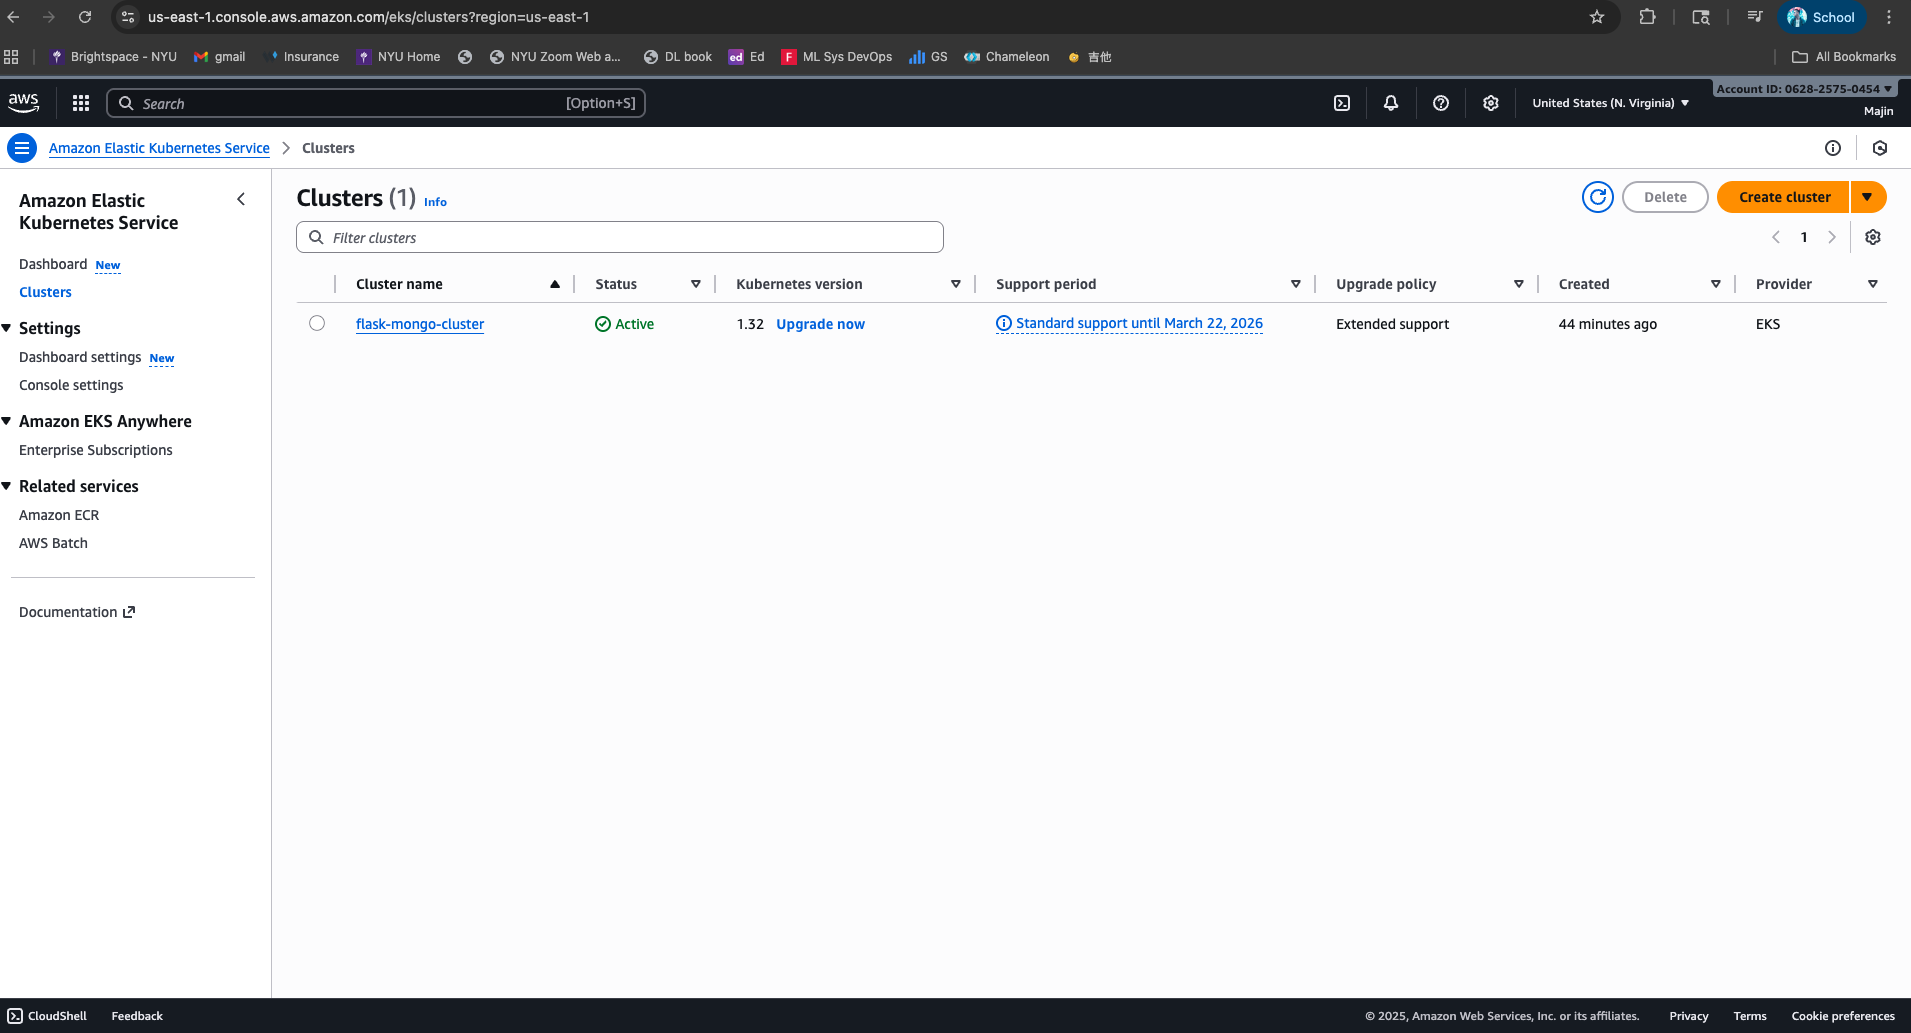 us-east-1.console.aws.amazon.com/eks/clusters?region=us-east-1
School
Brightspace - NYU
gmail
Insurance
NYU Home
NYU Zoom Web a...
DL book
ed Ed
F ML Sys DevOps
GS
Chameleon
吉他
All Bookmarks
aws
Search
[Option+S]
United States (N. Virginia)
Account ID: 0628-2575-0454
Majin
Amazon Elastic Kubernetes Service
Clusters
Amazon Elastic
Kubernetes Service
Dashboard New
Clusters
Settings
Dashboard settings New
Console settings
Amazon EKS Anywhere
Enterprise Subscriptions
Related services
Amazon ECR
AWS Batch
Documentation
Clusters (1) Info
Delete
Create cluster
Filter clusters
1
Cluster name
Status
Kubernetes version
Support period
Upgrade policy
Created
Provider
flask-mongo-cluster
Active
1.32 Upgrade now
Standard support until March 22, 2026
Extended support
44 minutes ago
EKS
CloudShell
Feedback
© 2025, Amazon Web Services, Inc. or its affiliates.
Privacy
Terms
Cookie preferences